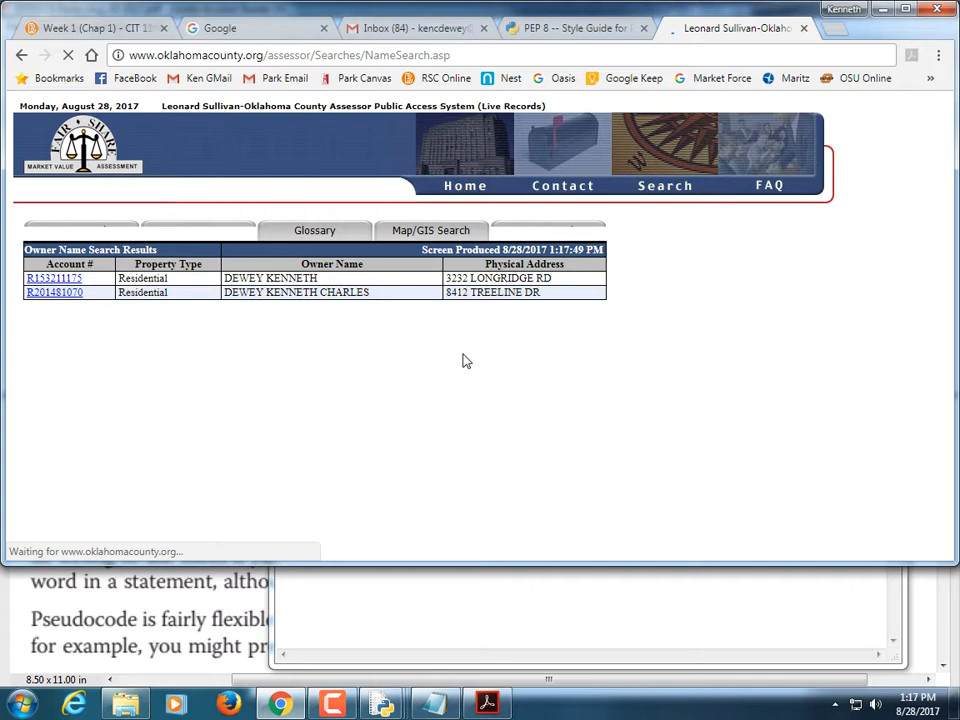 Kenneth
Week 1 (Chap 1) - CIT 11
Google
Inbox (84) - kencdewey@
PEP 8 -- Style Guide for
Leonard Sullivan-Oklaho
www.oklahomacounty.org/assessor/Searches/NameSearch.asp
Bookmarks
FaceBook
Ken GMail
Park Email
Park Canvas
RSC Online
Nest
Oasis
Google Keep
Market Force
Maritz
OSU Online
»
Monday, August 28, 2017 Leonard Sullivan-Oklahoma County Assessor Public Access System (Live Records)
FAIR SHARE
MARKET VALUE ASSESSMENT
W
Home Contact Search FAQ
Glossary Map/GIS Search
Owner Name Search Results Screen Produced 8/28/2017 1:17:49 PM
Account # Property Type Owner Name Physical Address
R153211175 Residential DEWEY KENNETH 3232 LONGRIDGE RD
R201481070 Residential DEWEY KENNETH CHARLES 8412 TREELINE DR
Waiting for www.oklahomacounty.org...
word in a statement, altho
Pseudocode is fairly flexible
for example, you might pr
8.50 x 11.00 in
1:17 PM
8/28/2017